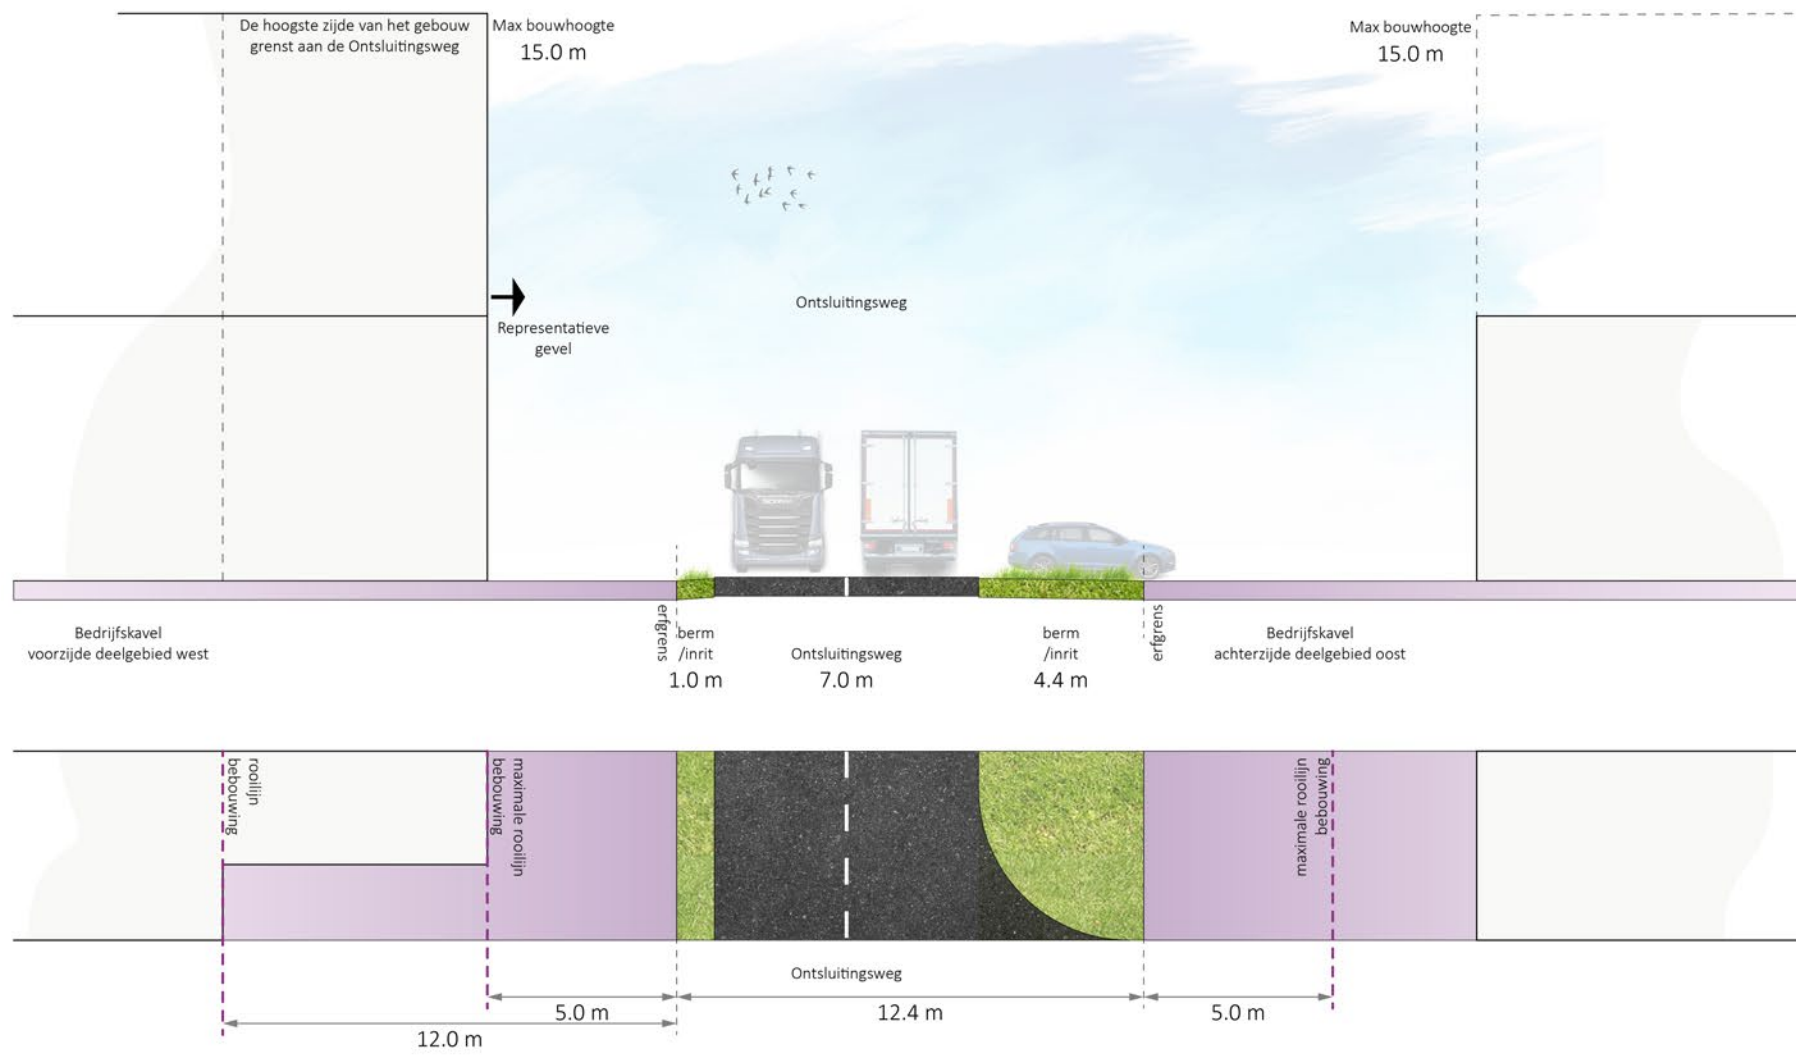 De hoogste zijde van het gebouw
grenst aan de Ontsluitingsweg
Max bouwhoogte
15.0 m
Max bouwhoogte
15.0 m
Ontsluitingsweg
Representatieve
gevel
Bedrijfskavel
voorzijde deelgebied west
erfgrens
berm
/inrit
1.0 m
Ontsluitingsweg
7.0 m
berm
/inrit
4.4 m
erfgrens
Bedrijfskavel
achterzijde deelgebied oost
rooilijn
bebouwing
maximale rooilijn
bebouwing
maximale rooilijn
bebouwing
Ontsluitingsweg
5.0 m
12.4 m
5.0 m
12.0 m